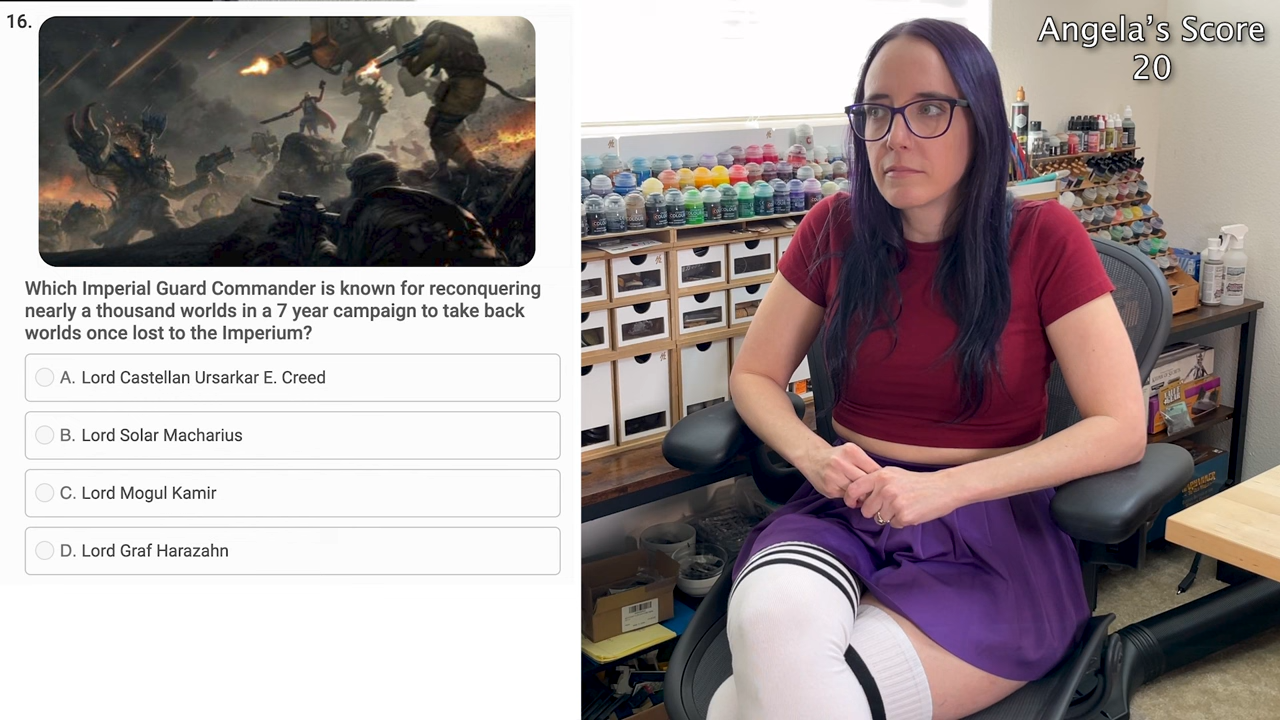 16.
Angela's Score
20
Which Imperial Guard Commander is known for reconquering
nearly a thousand worlds in a 7 year campaign to take back
worlds once lost to the Imperium?
A. Lord Castellan Ursarkar E. Creed
B. Lord Solar Macharius
C. Lord Mogul Kamir
D. Lord Graf Harazahn